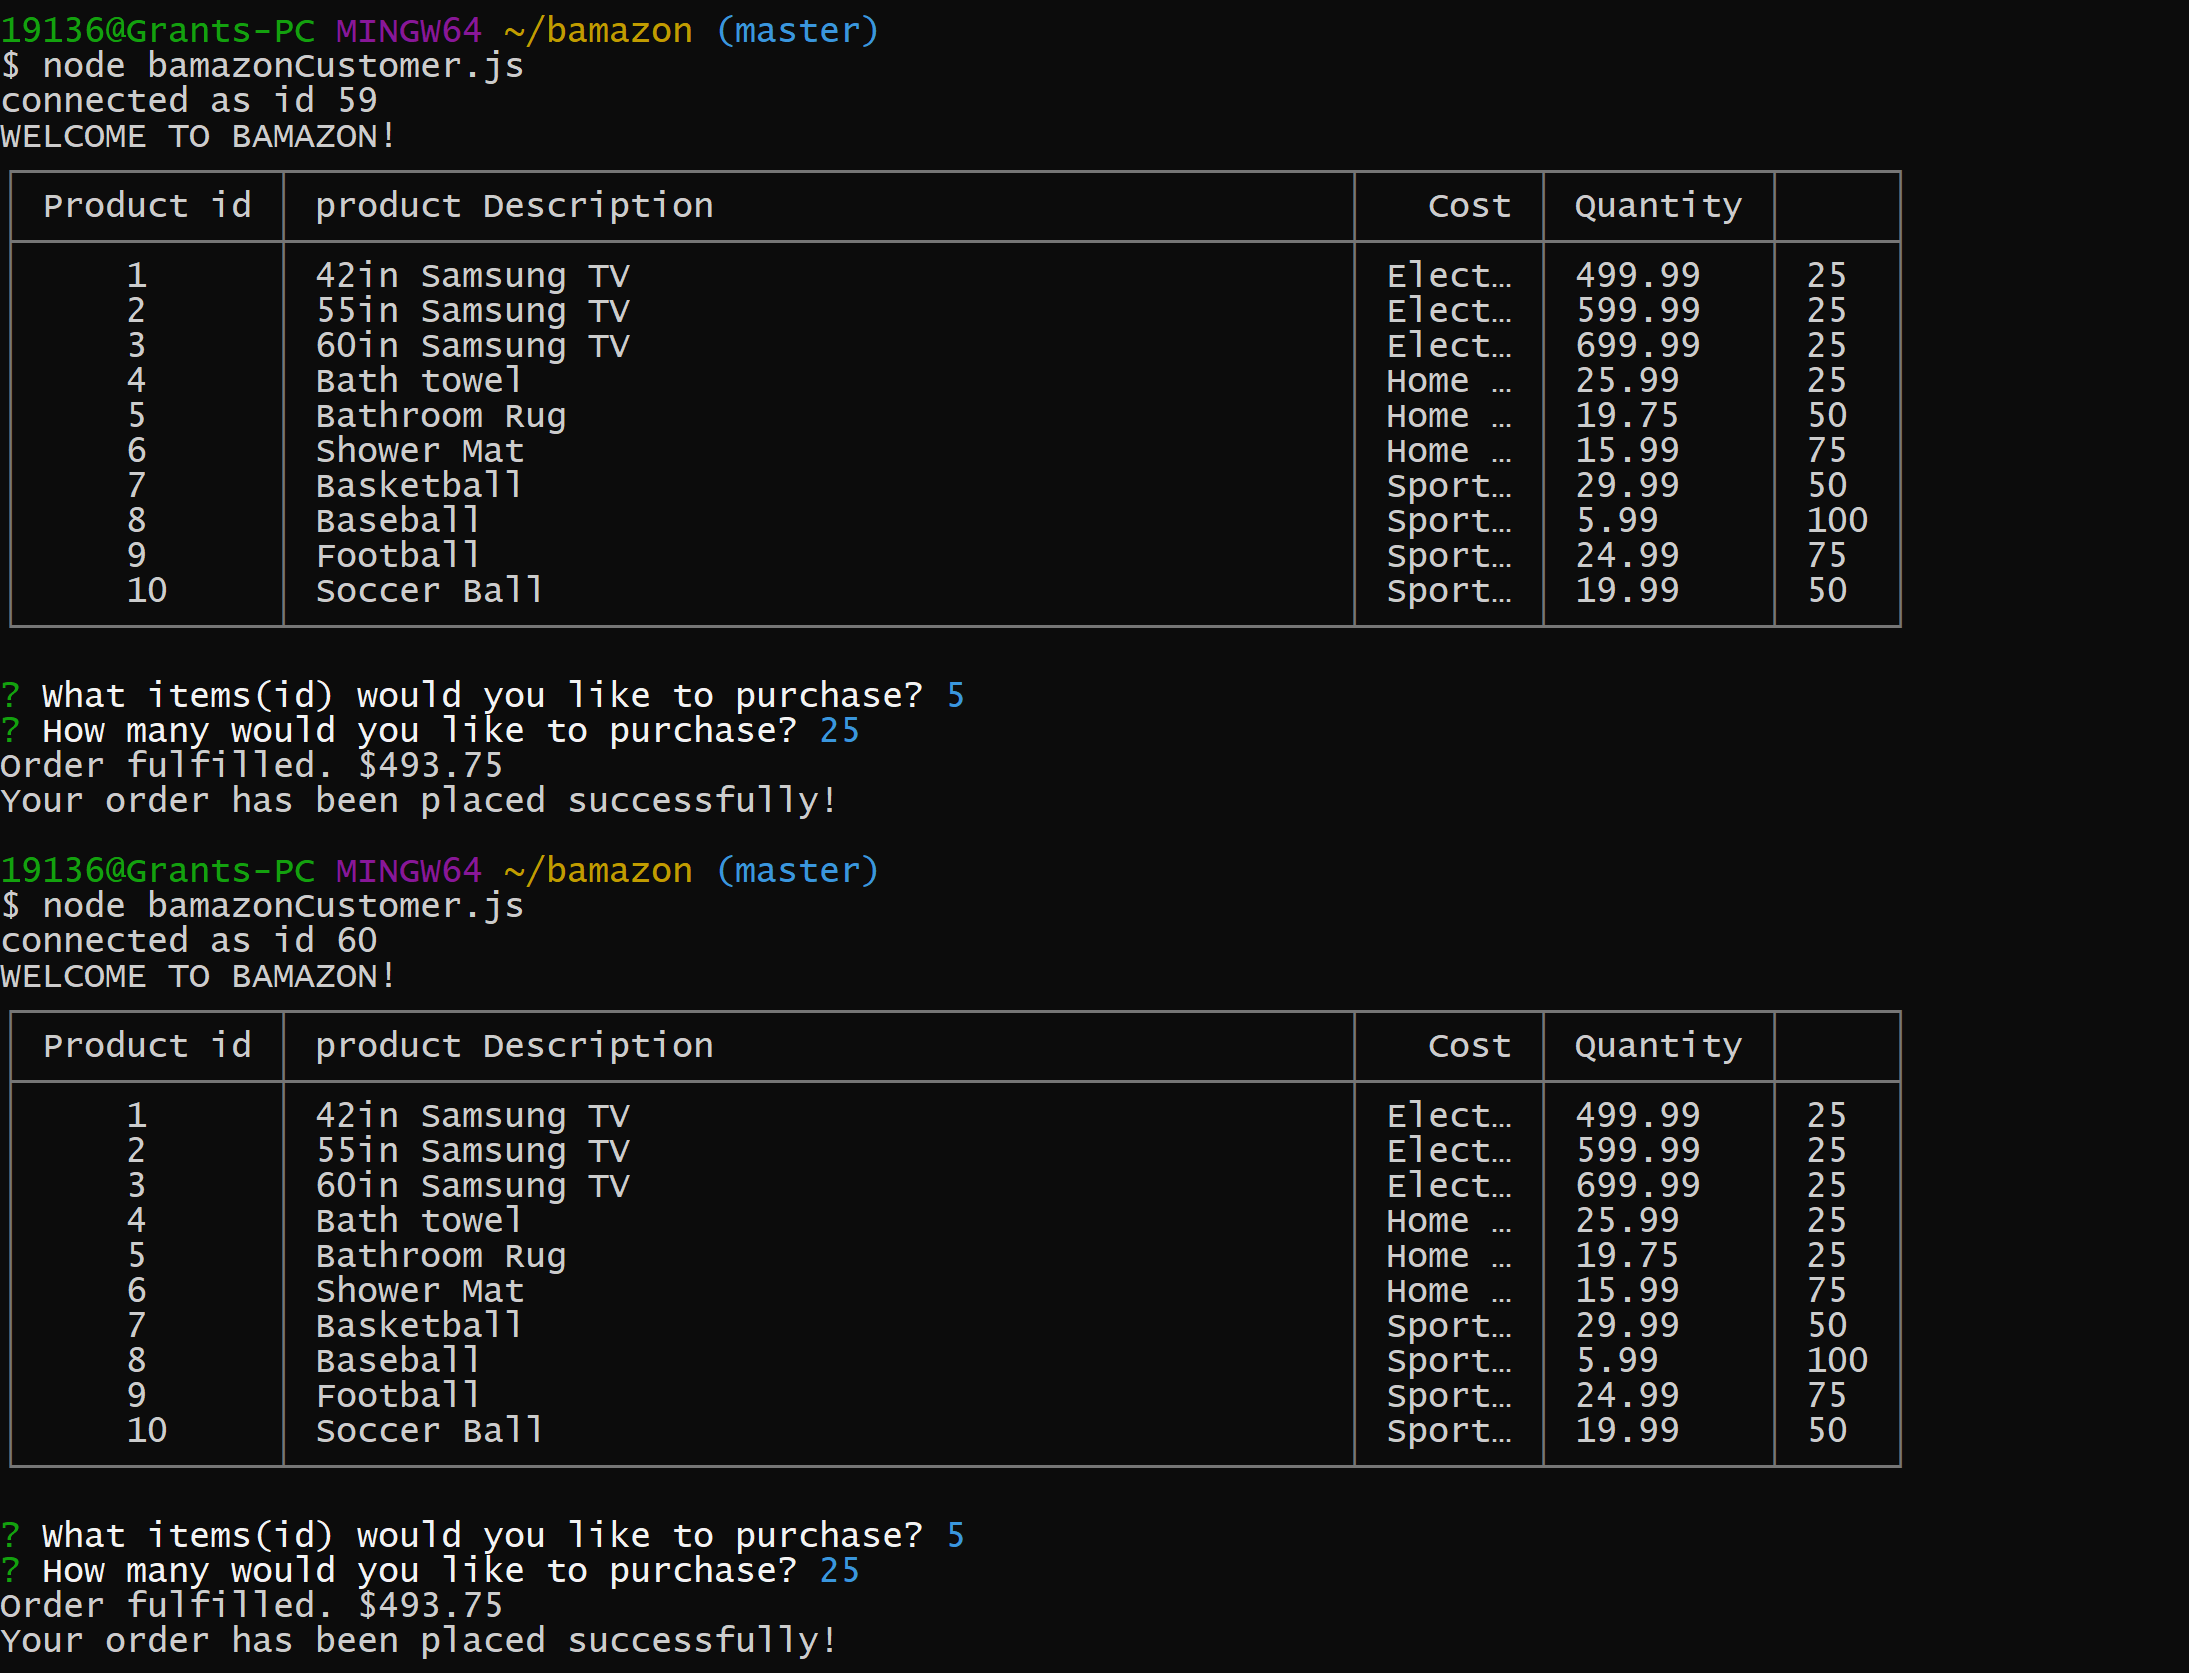 19136@Grants-PC MINGW64 ~/bamazon (master)
$ node bamazonCustomer.js
connected as id 59
WELCOME TO BAMAZON!
Product id product Description Cost Quantity
1 42in Samsung TV Elect… 499.99 25
2 55in Samsung TV Elect… 599.99 25
3 60in Samsung TV Elect… 699.99 25
4 Bath towel Home … 25.99 25
5 Bathroom Rug Home … 19.75 50
6 Shower Mat Home … 15.99 75
7 Basketball Sport… 29.99 50
8 Baseball Sport… 5.99 100
9 Football Sport… 24.99 75
10 Soccer Ball Sport… 19.99 50
? What items(id) would you like to purchase? 5
? How many would you like to purchase? 25
Order fulfilled. $493.75
Your order has been placed successfully!
19136@Grants-PC MINGW64 ~/bamazon (master)
$ node bamazonCustomer.js
connected as id 60
WELCOME TO BAMAZON!
Product id product Description Cost Quantity
1 42in Samsung TV Elect… 499.99 25
2 55in Samsung TV Elect… 599.99 25
3 60in Samsung TV Elect… 699.99 25
4 Bath towel Home … 25.99 25
5 Bathroom Rug Home … 19.75 25
6 Shower Mat Home … 15.99 75
7 Basketball Sport… 29.99 50
8 Baseball Sport… 5.99 100
9 Football Sport… 24.99 75
10 Soccer Ball Sport… 19.99 50
? What items(id) would you like to purchase? 5
? How many would you like to purchase? 25
Order fulfilled. $493.75
Your order has been placed successfully!